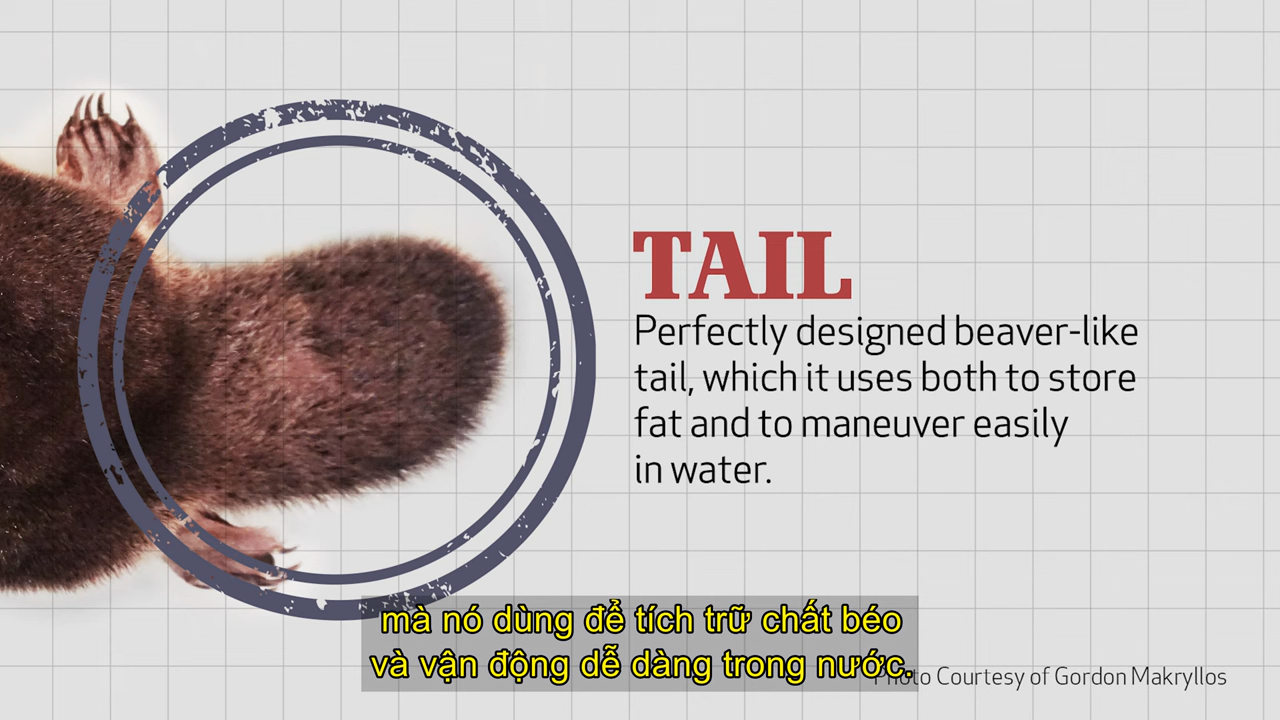 TAIL
Perfectly designed beaver-like
tail, which it uses both to store
fat and to maneuver easily
in water.
mà nó dùng để tích trữ chất béo
và vận động dễ dàng trong nước.
Photo Courtesy of Gordon Makryllos